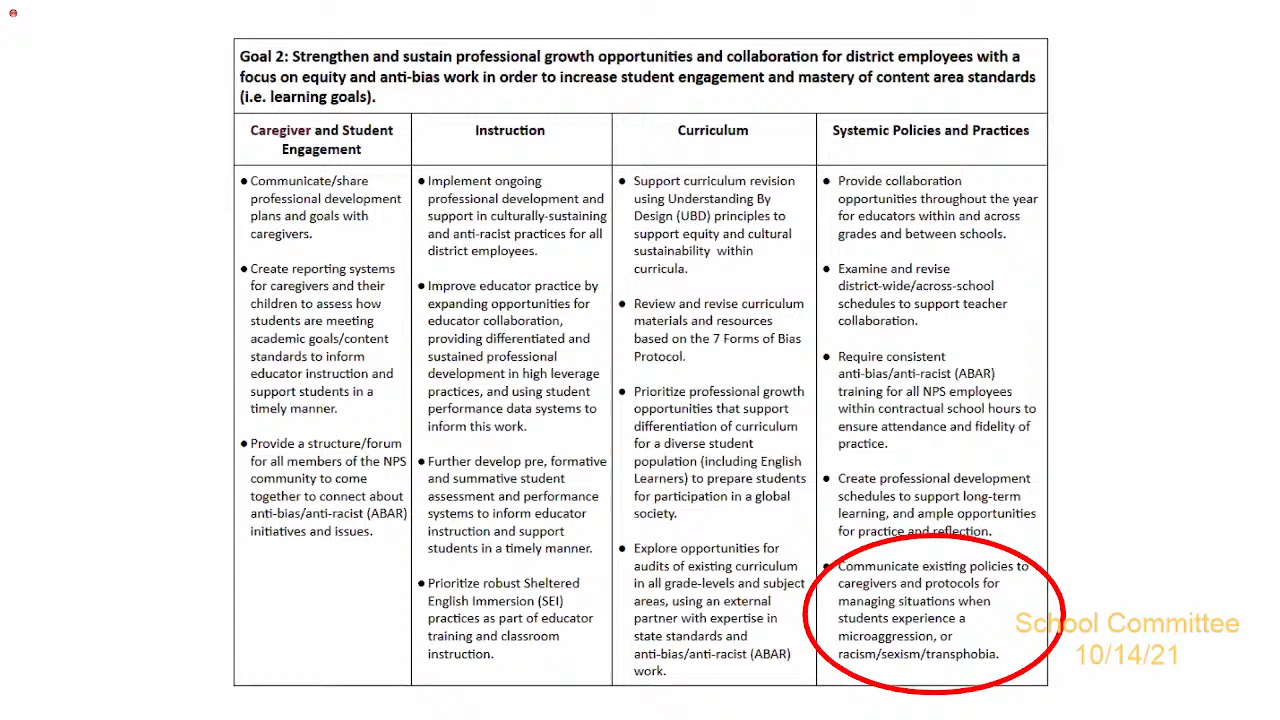 Goal 2: Strengthen and sustain professional growth opportunities and collaboration for district employees with a
focus on equity and anti-bias work in order to increase student engagement and mastery of content area standards
(i.e. learning goals).
Caregiver and Student
Engagement
● Communicate/share
professional development
plans and goals with
caregivers.
● Create reporting systems
for caregivers and their
children to assess how
students are meeting
academic goals/content
standards to inform
educator instruction and
support students in a
timely manner.
● Provide a structure/forum
for all members of the NPS
community to come
together to connect about
anti-bias/anti-racist (ABAR)
initiatives and issues.
Instruction
● Implement ongoing
professional development and
support in culturally-sustaining
and anti-racist practices for all
district employees.
● Improve educator practice by
expanding opportunities for
educator collaboration,
providing differentiated and
sustained professional
development in high leverage
practices, and using student
performance data systems to
inform this work.
● Further develop pre, formative
and summative student
assessment and performance
systems to inform educator
instruction and support
students in a timely manner.
● Prioritize robust Sheltered
English Immersion (SEI)
practices as part of educator
training and classroom
instruction.
Curriculum
● Support curriculum revision
using Understanding By
Design (UBD) principles to
support equity and cultural
sustainability within
curricula.
● Review and revise curriculum
materials and resources
based on the 7 Forms of Bias
Protocol.
● Prioritize professional growth
opportunities that support
differentiation of curriculum
for a diverse student
population (including English
Learners) to prepare students
for participation in a global
society.
● Explore opportunities for
audits of existing curriculum
in all grade-levels and subject
areas, using an external
partner with expertise in
state standards and
anti-bias/anti-racist (ABAR)
work.
Systemic Policies and Practices
● Provide collaboration
opportunities throughout the year
for educators within and across
grades and between schools.
● Examine and revise
district-wide/across-school
schedules to support teacher
collaboration.
● Require consistent
anti-bias/anti-racist (ABAR)
training for all NPS employees
within contractual school hours to
ensure attendance and fidelity of
practice.
● Create professional development
schedules to support long-term
learning, and ample opportunities
for practice and reflection.
● Communicate existing policies to
caregivers and protocols for
managing situations when
students experience a
microaggression, or
racism/sexism/transphobia.
School Committee
10/14/21